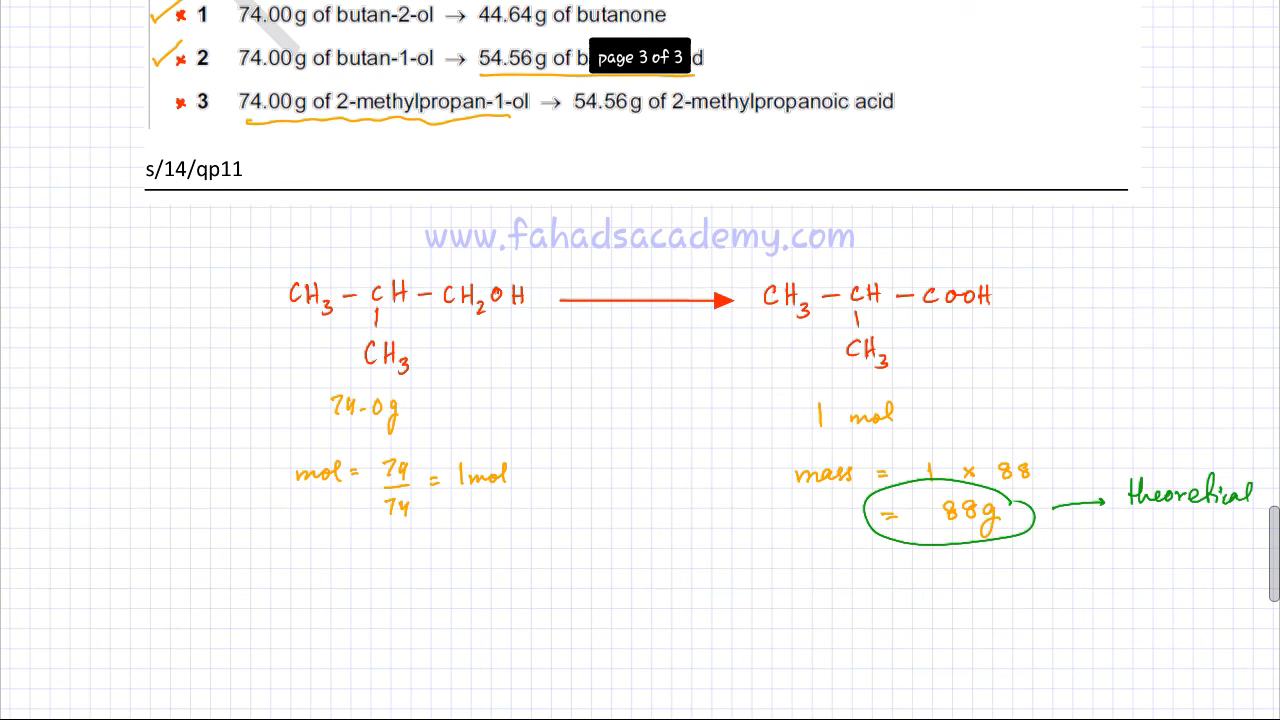 1 74.00 g of butan-2-ol → 44.64 g of butanone
2 74.00 g of butan-1-ol → 54.56 g of b page 3 of 3 d
3 74.00 g of 2-methylpropan-1-ol → 54.56 g of 2-methylpropanoic acid
s/14/qp11
www.fahadsacademy.com
CH3 – CH – CH2OH → CH3 – CH – COOH
CH3 CH3
74.0g 1 mol
mol = 74/74 = 1 mol mass = 1 × 88
= 88g → theoretical